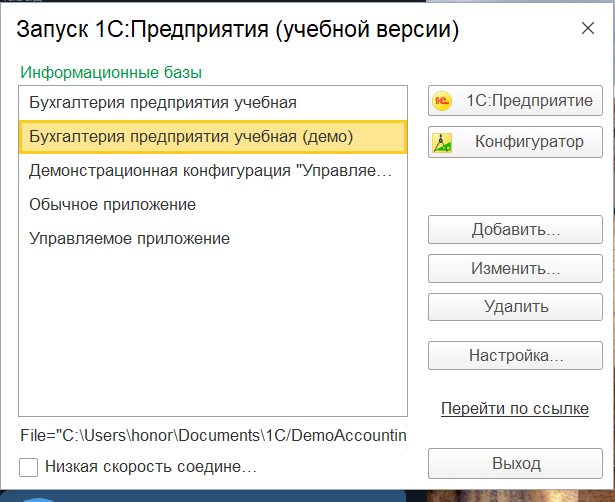 Запуск 1С:Предприятия (учебной версии)
Информационные базы
Бухгалтерия предприятия учебная
Бухгалтерия предприятия учебная (демо)
Демонстрационная конфигурация "Управляе...
Обычное приложение
Управляемое приложение
1С:Предприятие
Конфигуратор
Добавить...
Изменить...
Удалить
Настройка...
Перейти по ссылке
File="C:\Users\honor\Documents\1C/DemoAccountin
Низкая скорость соедине...
Выход